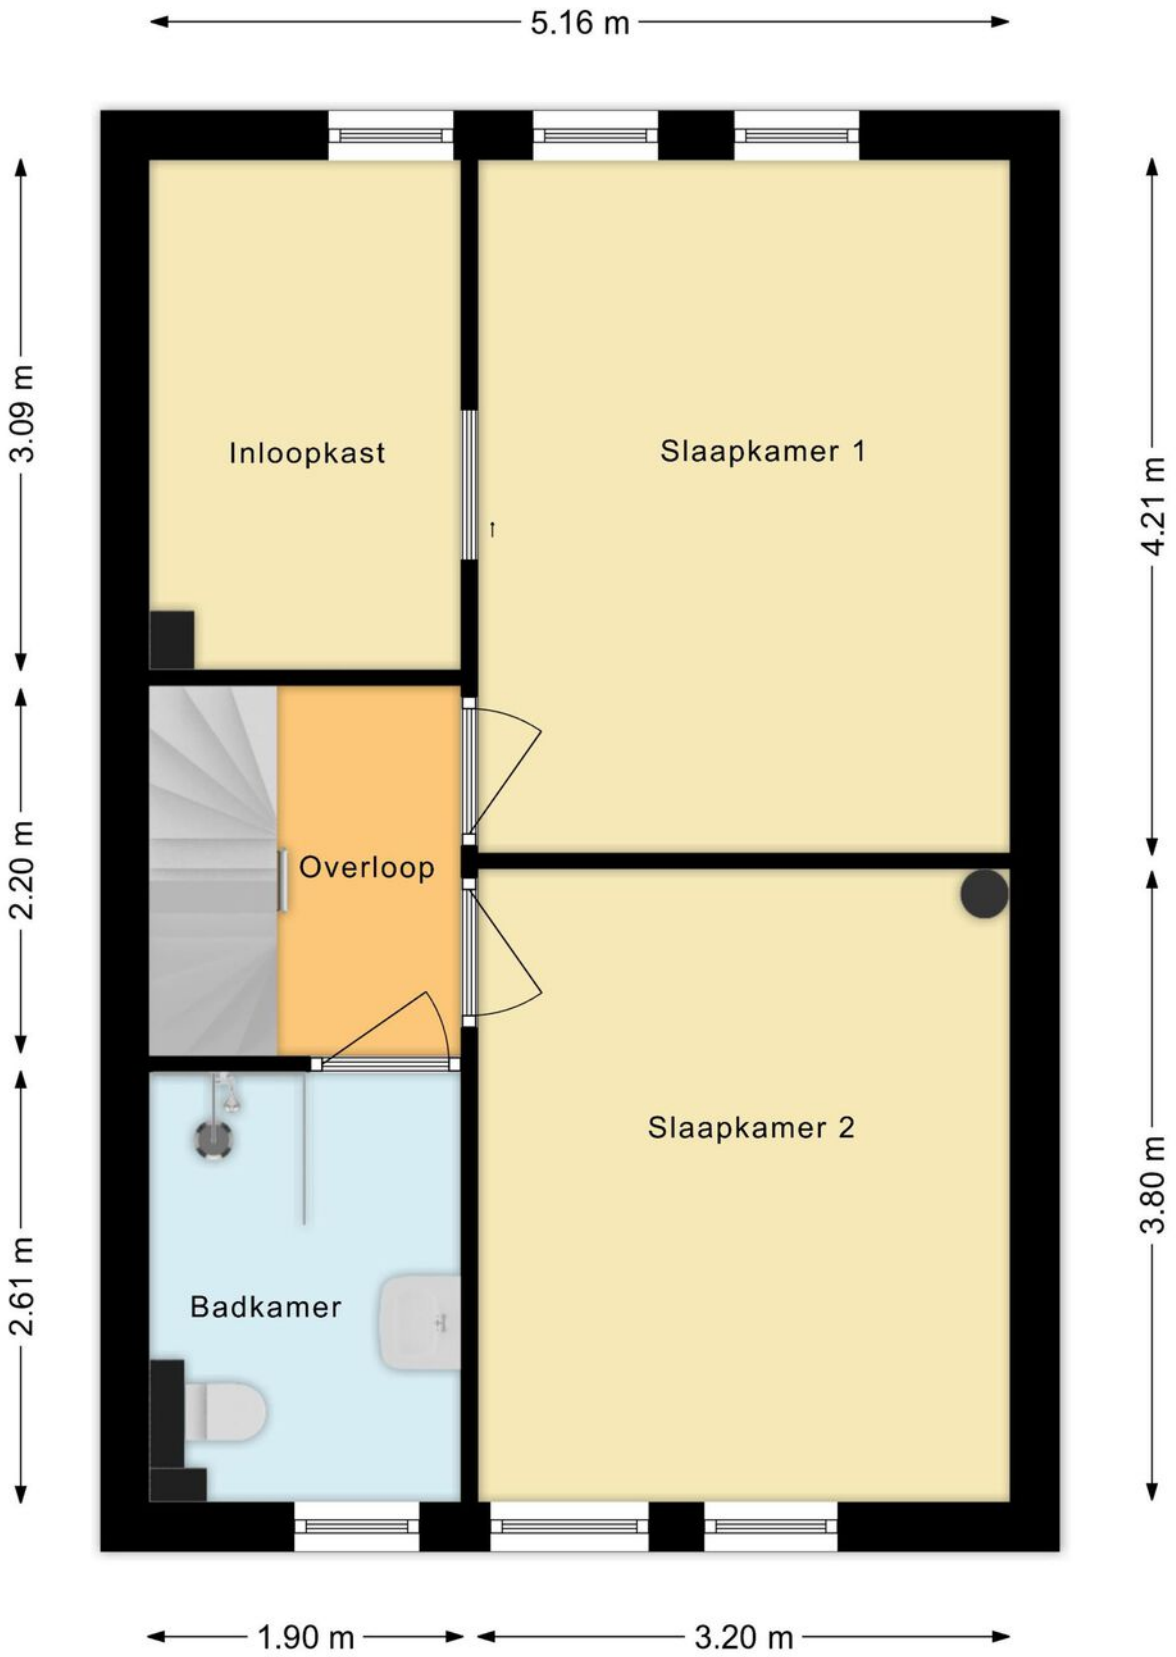 5.16 m
3.09 m
Inloopkast
Slaapkamer 1
4.21 m
2.20 m
Overloop
Slaapkamer 2
3.80 m
2.61 m
Badkamer
1.90 m
3.20 m